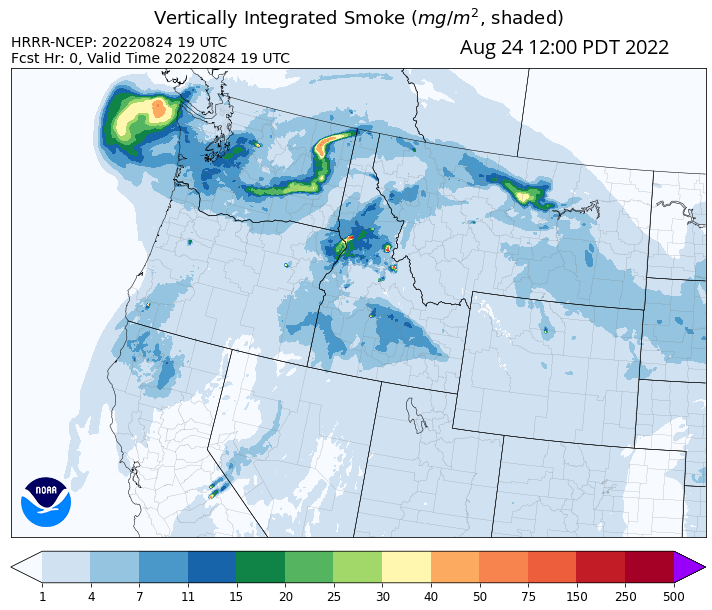 Vertically Integrated Smoke (mg/m², shaded)
HRRR-NCEP: 20220824 19 UTC
Fcst Hr: 0, Valid Time 20220824 19 UTC
Aug 24 12:00 PDT 2022
NOAA
1 4 7 11 15 20 25 30 40 50 75 150 250 500